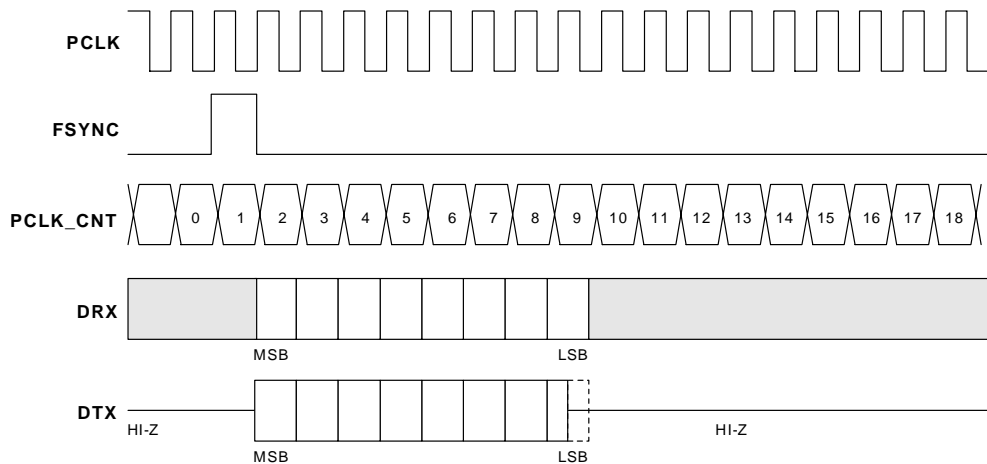 PCLK
FSYNC
PCLK_CNT 0 1 2 3 4 5 6 7 8 9 10 11 12 13 14 15 16 17 18
DRX
MSB LSB
DTX
HI-Z HI-Z
MSB LSB